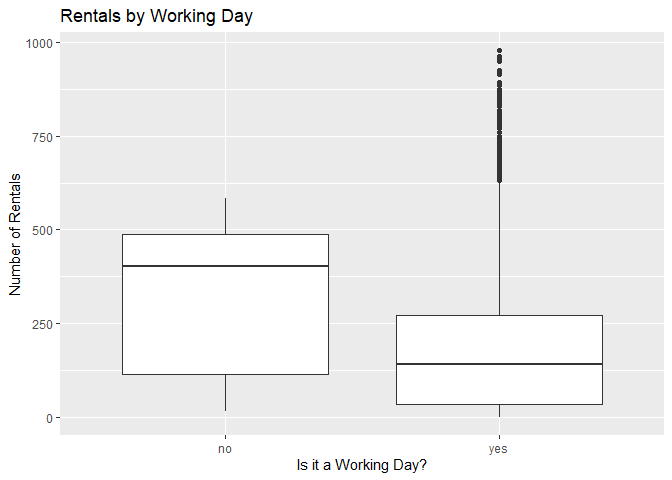 Rentals by Working Day
1000
750
500
250
0
Number of Rentals
no
yes
Is it a Working Day?